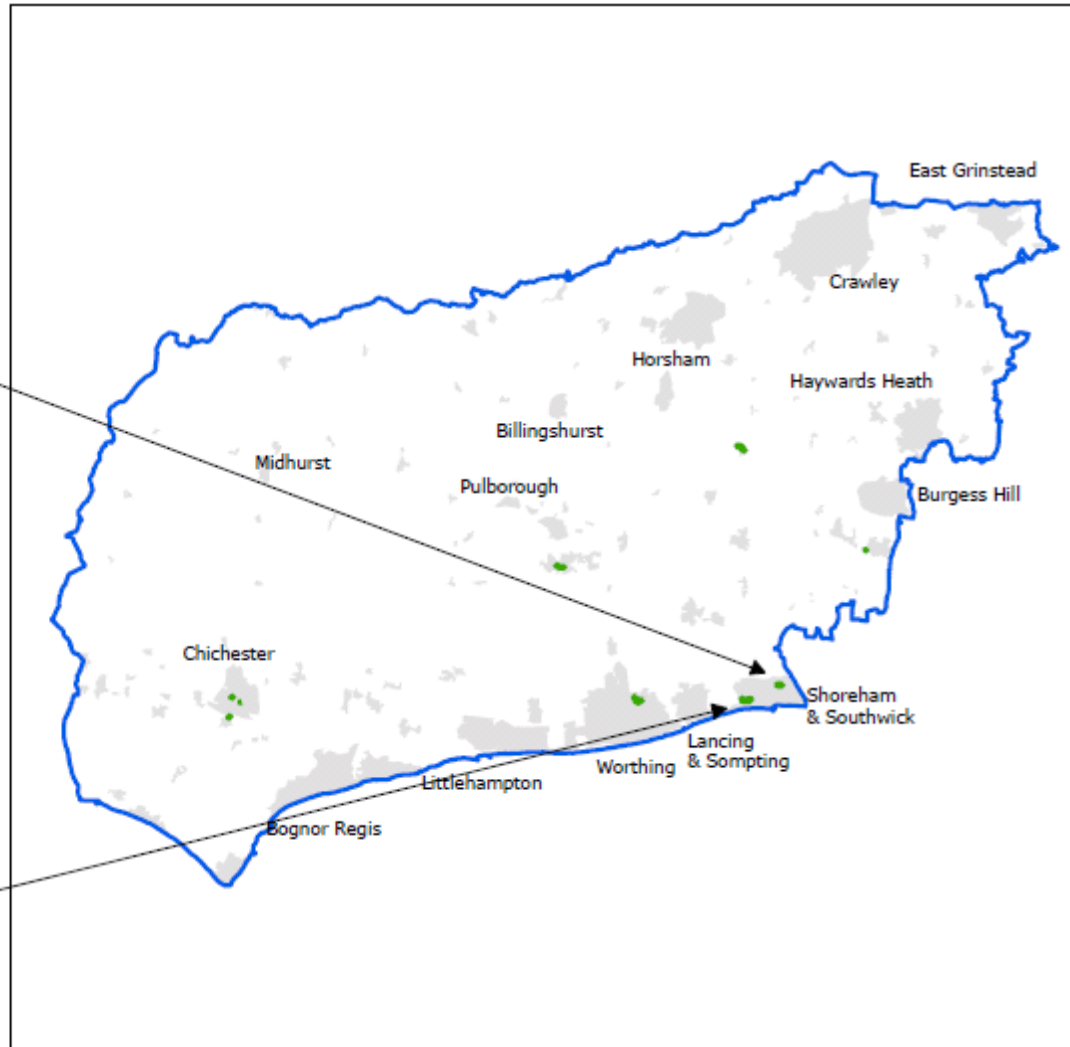 East Grinstead
Crawley
Horsham
Haywards Heath
Billingshurst
Midhurst
Pulborough
Burgess Hill
Chichester
Shoreham
& Southwick
Lancing
& Sompting
Worthing
Littlehampton
Bognor Regis